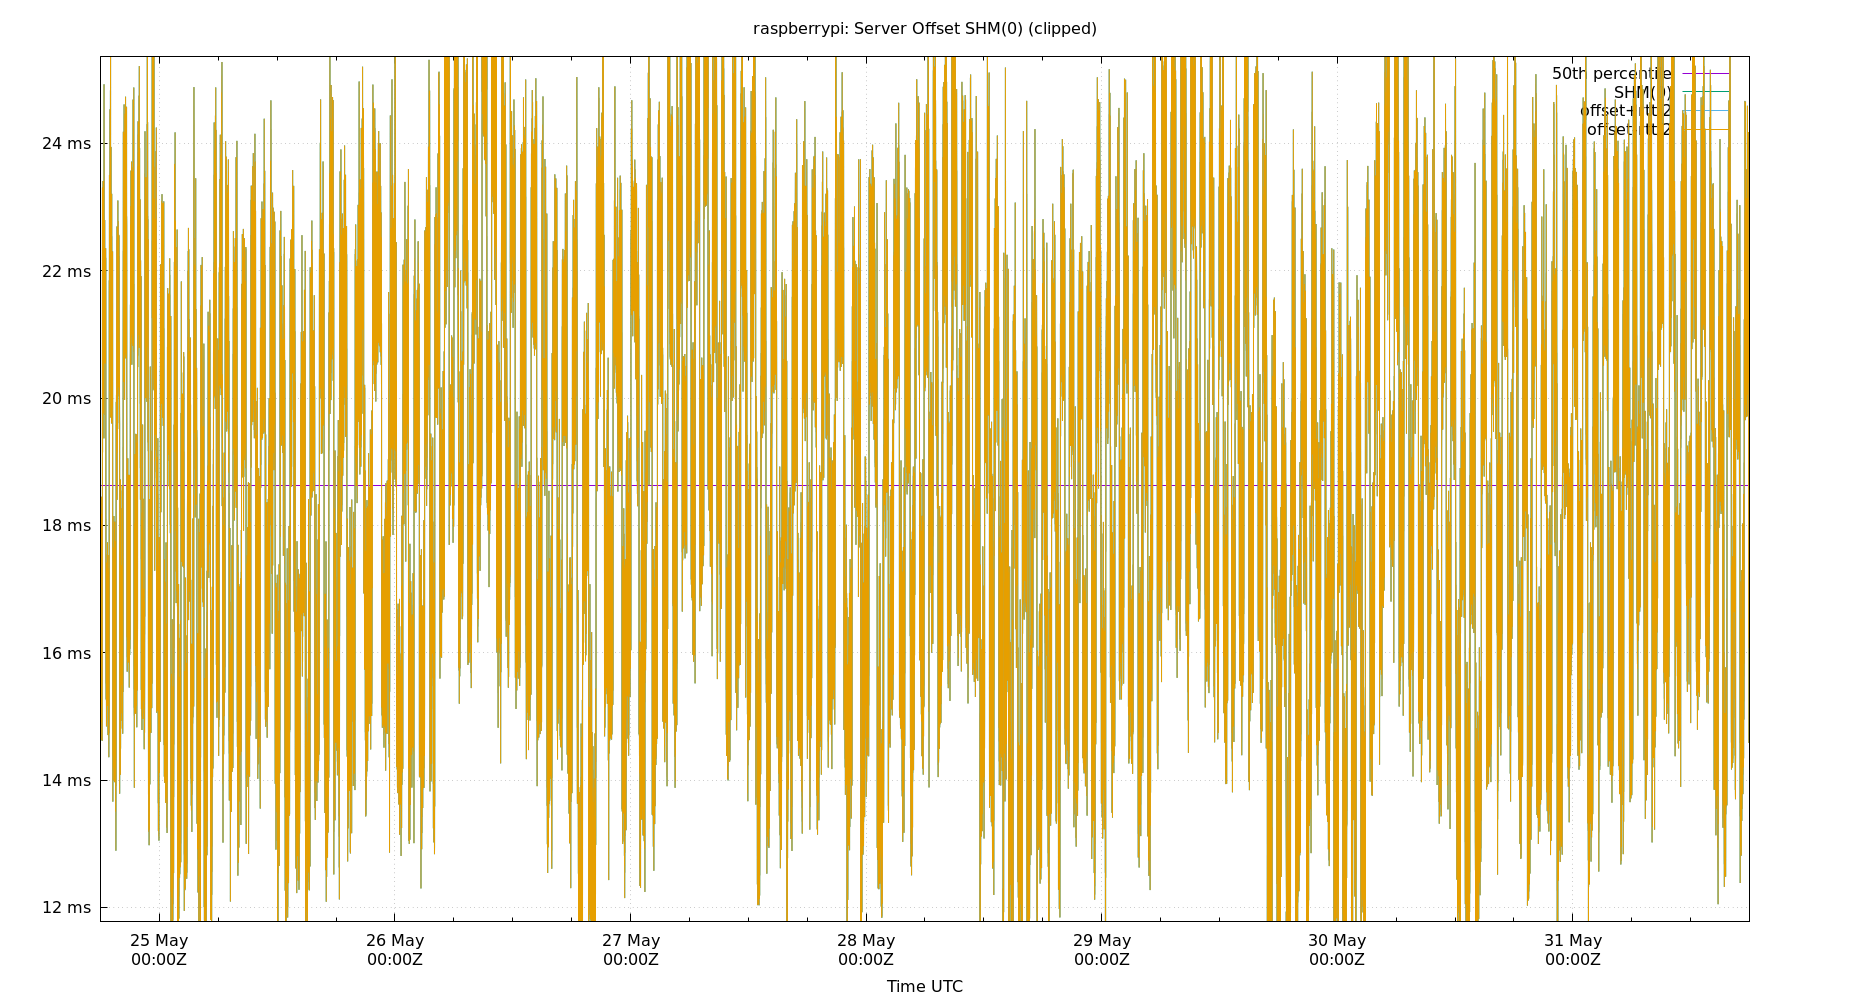 raspberrypi: Server Offset SHM(0) (clipped)
50th percentile
SHM(0)
offset+rtt/2
offset-rtt/2
24 ms
22 ms
20 ms
18 ms
16 ms
14 ms
12 ms
25 May
00:00Z
26 May
00:00Z
27 May
00:00Z
28 May
00:00Z
29 May
00:00Z
30 May
00:00Z
31 May
00:00Z
Time UTC